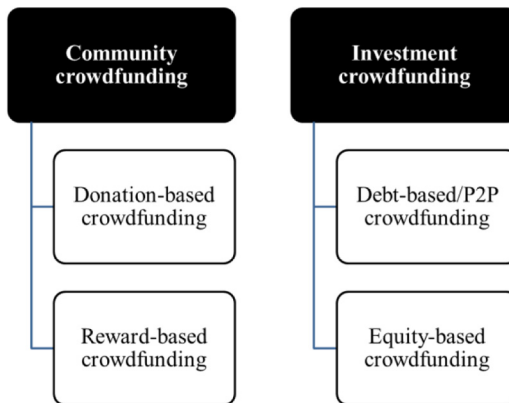 Community
crowdfunding
Donation-based
crowdfunding
Reward-based
crowdfunding
Investment
crowdfunding
Debt-based/P2P
crowdfunding
Equity-based
crowdfunding